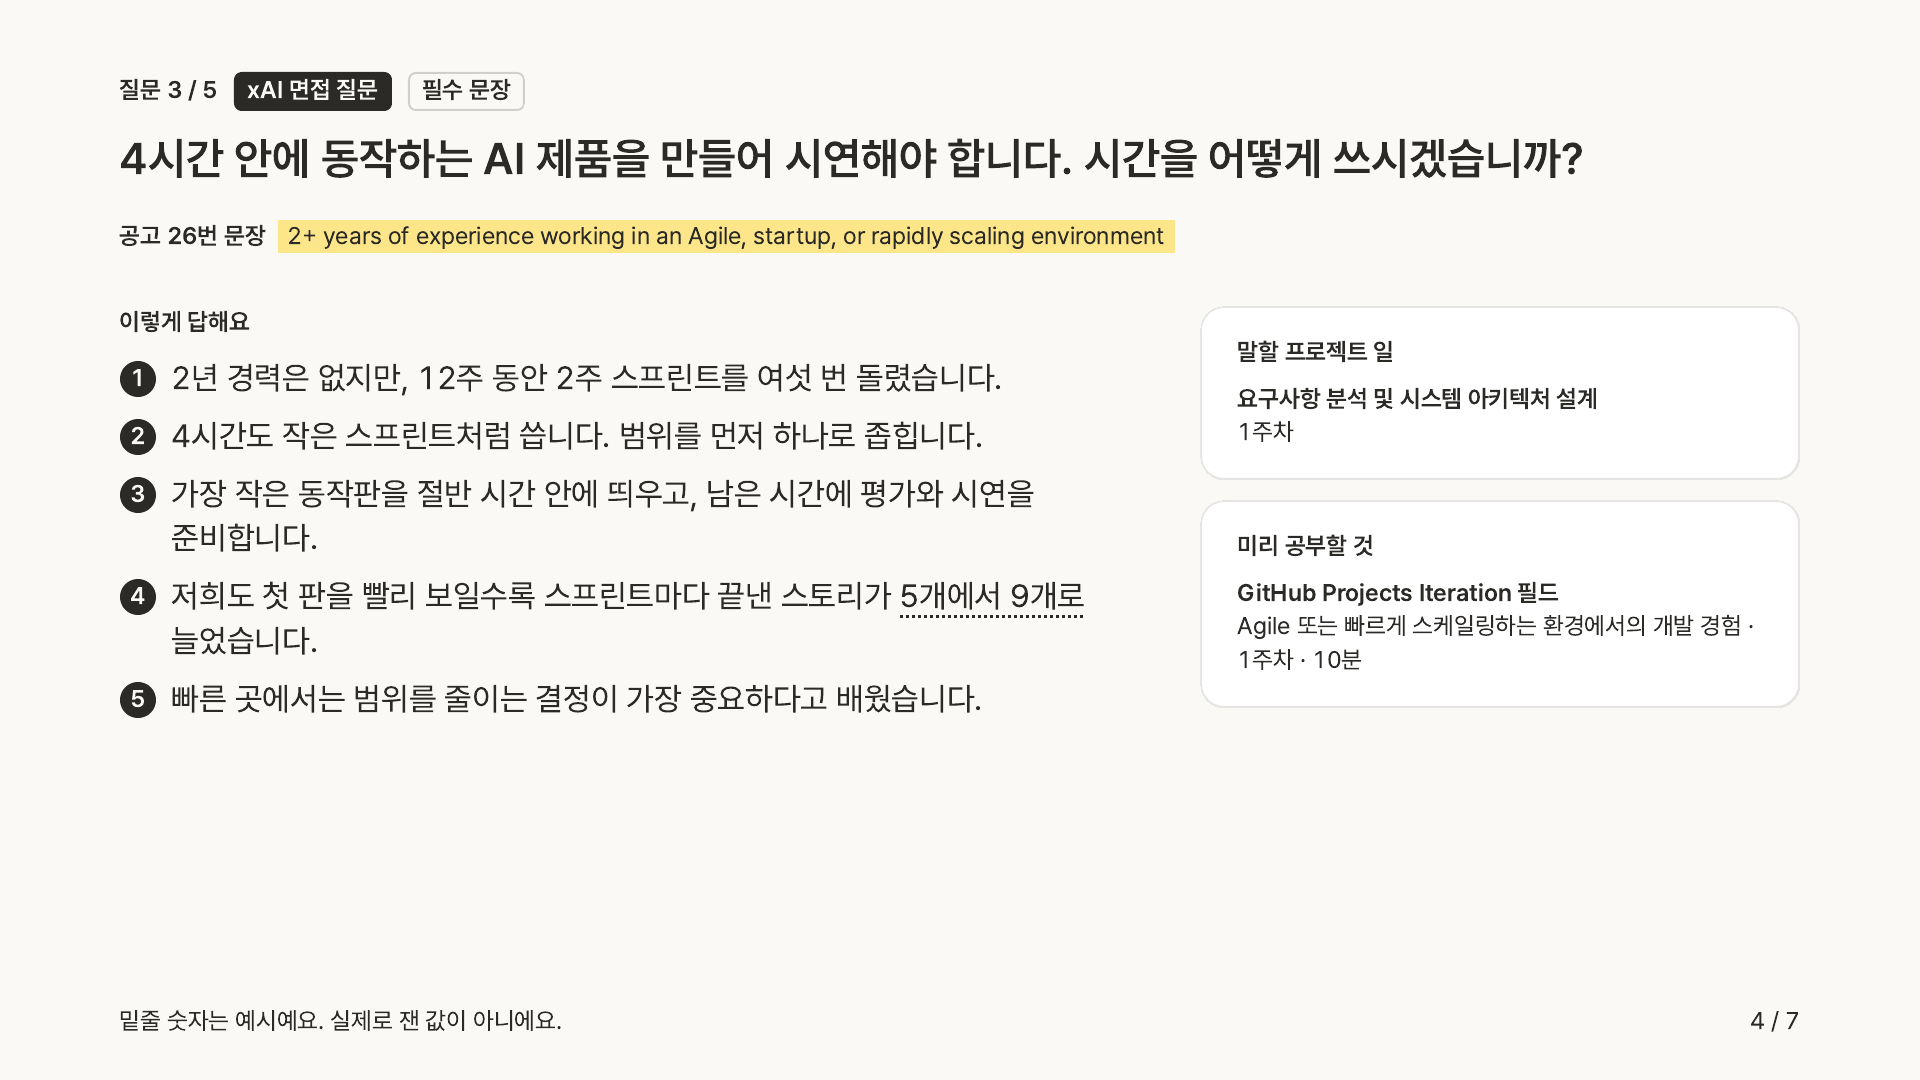 질문 3 / 5 xAI 면접 질문 필수 문장
4시간 안에 동작하는 AI 제품을 만들어 시연해야 합니다. 시간을 어떻게 쓰시겠습니까?
공고 26번 문장 2+ years of experience working in an Agile, startup, or rapidly scaling environment
이렇게 답해요
1 2년 경력은 없지만, 12주 동안 2주 스프린트를 여섯 번 돌렸습니다.
2 4시간도 작은 스프린트처럼 씁니다. 범위를 먼저 하나로 좁힙니다.
3 가장 작은 동작판을 절반 시간 안에 띄우고, 남은 시간에 평가와 시연을
준비합니다.
4 저희도 첫 판을 빨리 보일수록 스프린트마다 끝낸 스토리가 5개에서 9개로
늘었습니다.
5 빠른 곳에서는 범위를 줄이는 결정이 가장 중요하다고 배웠습니다.
말할 프로젝트 일
요구사항 분석 및 시스템 아키텍처 설계
1주차
미리 공부할 것
GitHub Projects Iteration 필드
Agile 또는 빠르게 스케일링하는 환경에서의 개발 경험 ·
1주차 · 10분
밑줄 숫자는 예시예요. 실제로 잰 값이 아니에요.
4 / 7